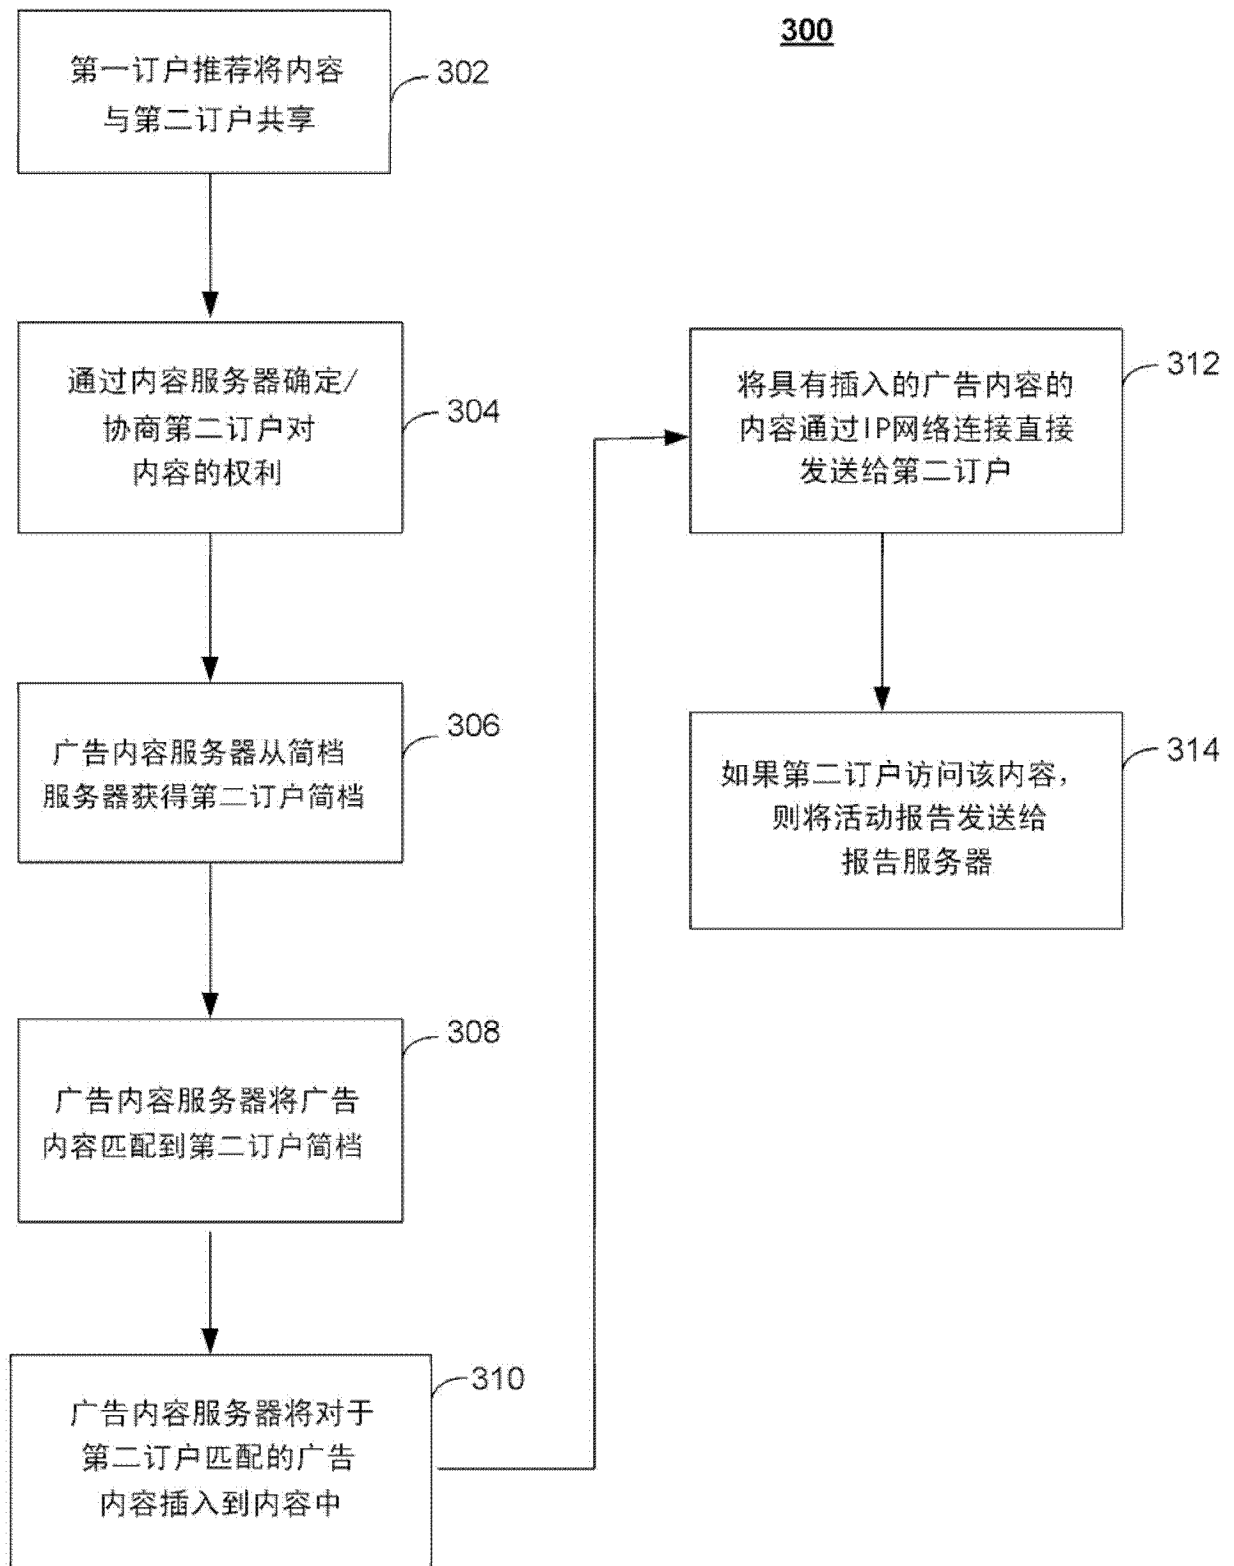 300
第一订户推荐将内容
与第二订户共享
302
通过内容服务器确定/
协商第二订户对
内容的权利
304
广告内容服务器从简档
服务器获得第二订户简档
306
广告内容服务器将广告
内容匹配到第二订户简档
308
广告内容服务器将对于
第二订户匹配的广告
内容插入到内容中
310
将具有插入的广告内容的
内容通过IP网络连接直接
发送给第二订户
312
如果第二订户访问该内容，
则将活动报告发送给
报告服务器
314